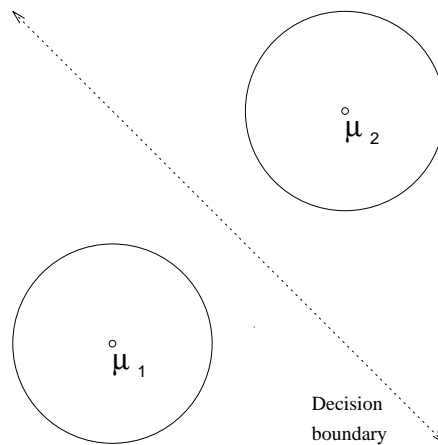 μ 2
μ 1
Decision
boundary